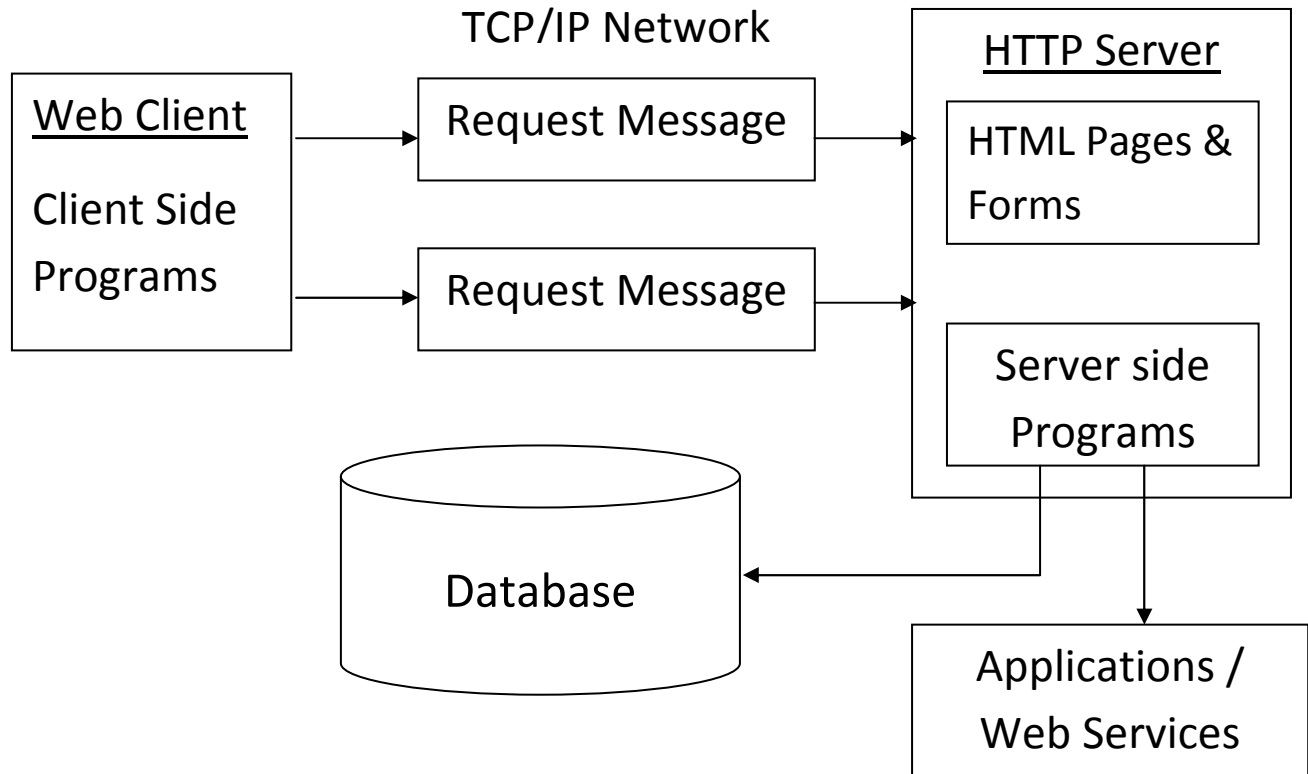 TCP/IP Network
Web Client
Client Side
Programs
Request Message
Request Message
HTTP Server
HTML Pages &
Forms
Server side
Programs
Database
Applications /
Web Services